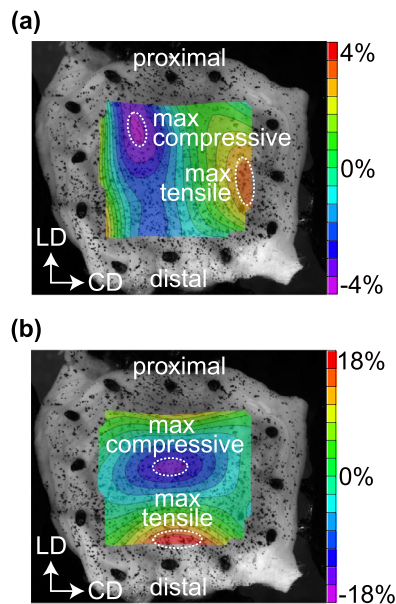 (a)
proximal
4%
max
compressive
0%
max
tensile
LD
CD
distal
-4%
(b)
proximal
18%
max
compressive
0%
max
tensile
LD
CD
distal
-18%